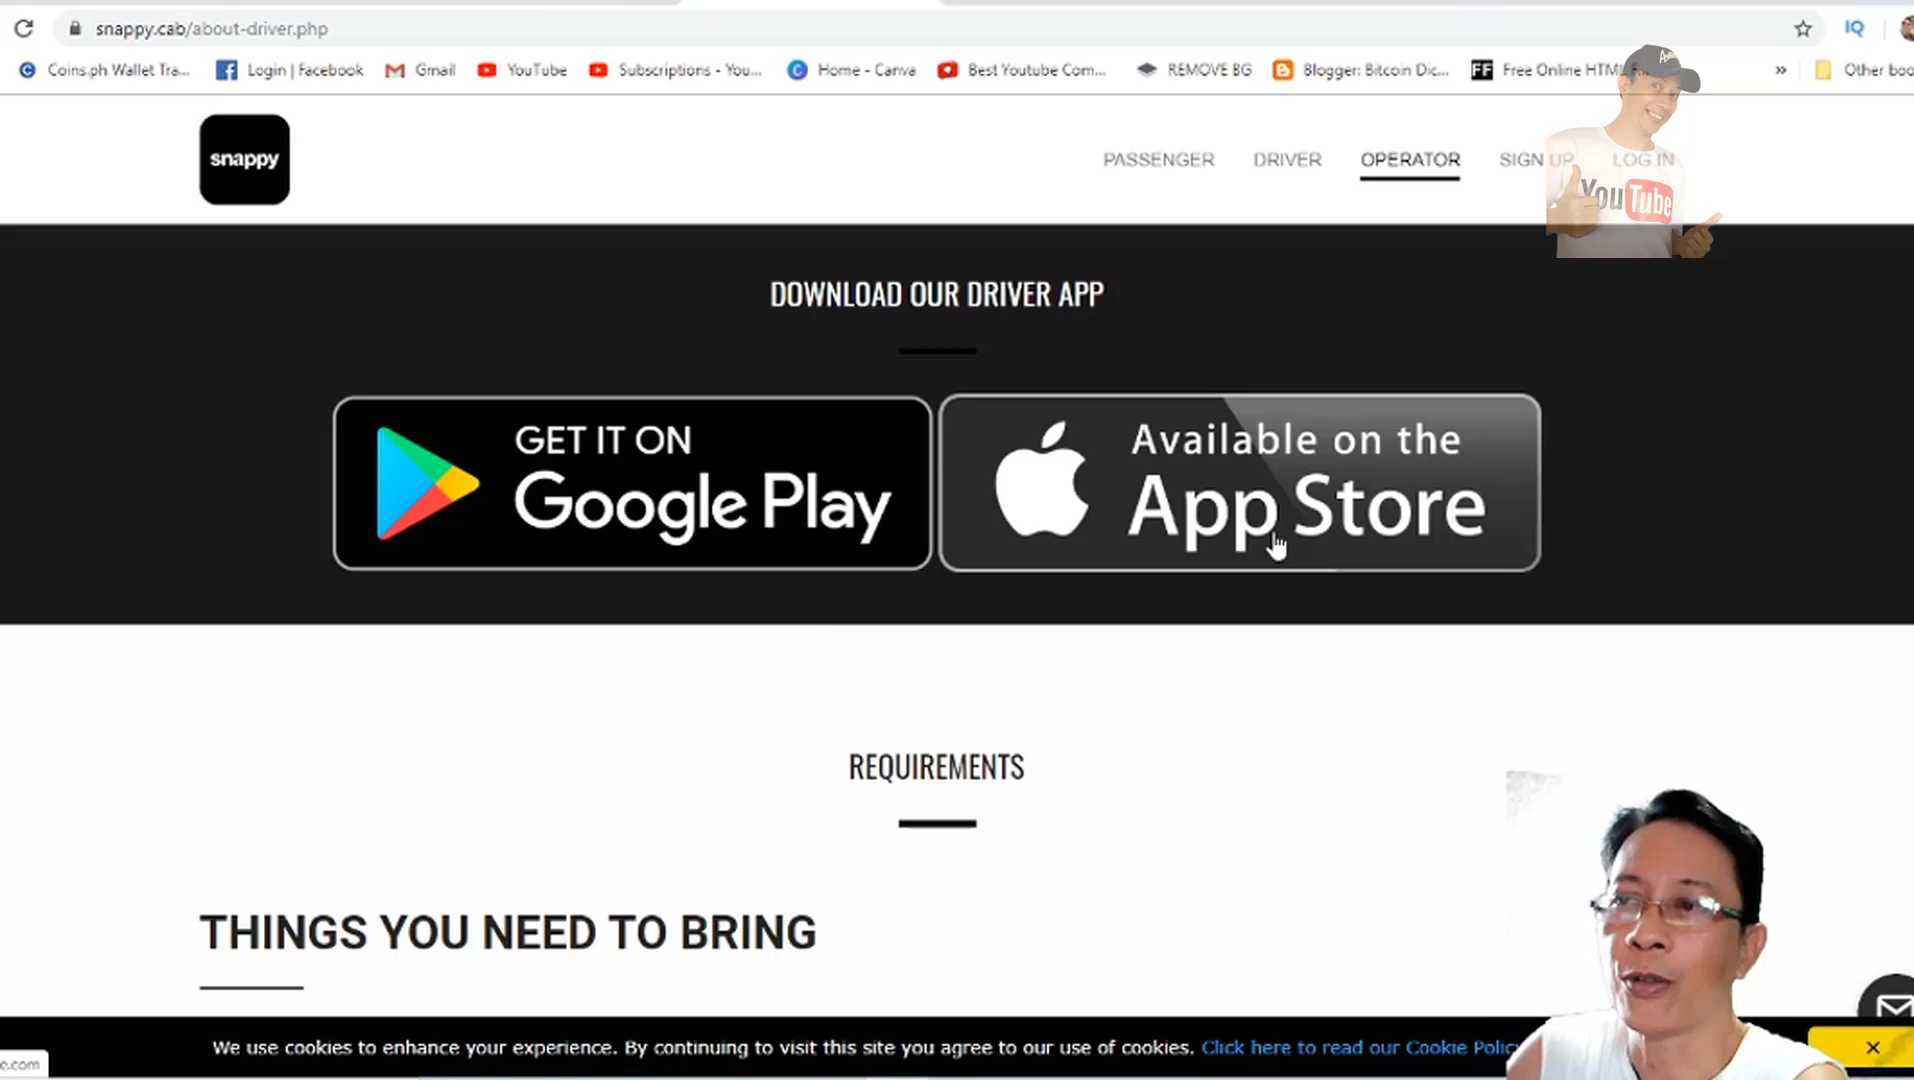 snappy.cab/about-driver.php
IQ
Coins.ph Wallet Tra... Login | Facebook Gmail YouTube Subscriptions - You... Home - Canva Best Youtube Com... REMOVE BG Blogger: Bitcoin Dic... FF Free Online HTML » Other boo
snappy
PASSENGER DRIVER OPERATOR SIGN UP LOG IN
YouTube
DOWNLOAD OUR DRIVER APP
GET IT ON
Google Play
Available on the
App Store
REQUIREMENTS
THINGS YOU NEED TO BRING
We use cookies to enhance your experience. By continuing to visit this site you agree to our use of cookies. Click here to read our Cookie Policy
e.com